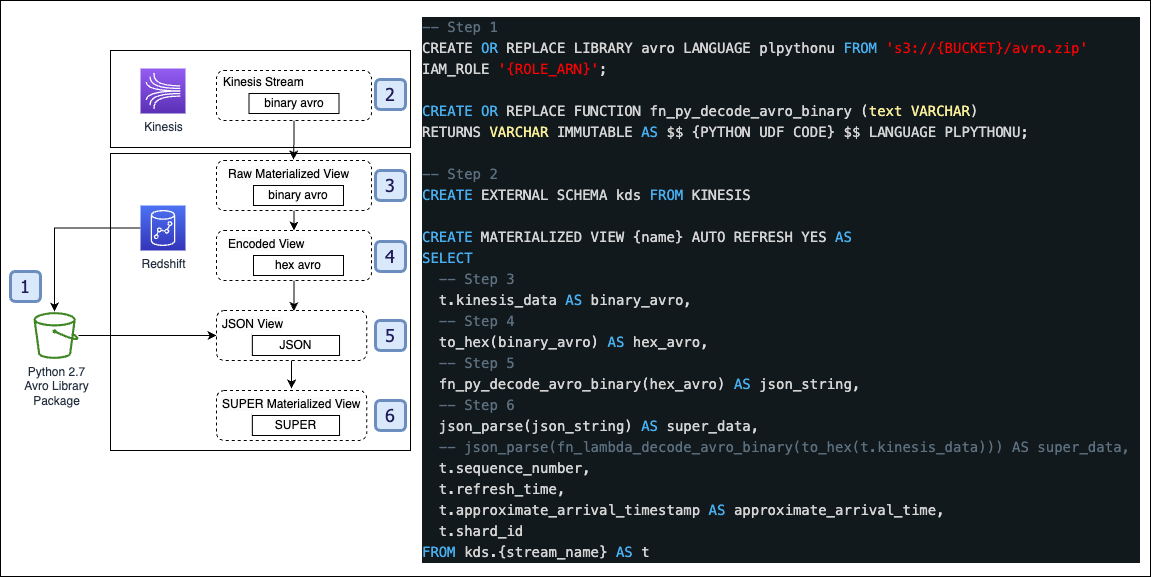 Kinesis Stream
binary avro
2
Kinesis
Raw Materialized View
binary avro
3
Redshift
Encoded View
hex avro
4
1
JSON View
JSON
5
Python 2.7
Avro Library
Package
SUPER Materialized View
SUPER
6
-- Step 1
CREATE OR REPLACE LIBRARY avro LANGUAGE plpythonu FROM 's3://{BUCKET}/avro.zip'
IAM_ROLE '{ROLE_ARN}';
CREATE OR REPLACE FUNCTION fn_py_decode_avro_binary (text VARCHAR)
RETURNS VARCHAR IMMUTABLE AS $$ {PYTHON UDF CODE} $$ LANGUAGE PLPYTHONU;
-- Step 2
CREATE EXTERNAL SCHEMA kds FROM KINESIS
CREATE MATERIALIZED VIEW {name} AUTO REFRESH YES AS
SELECT
-- Step 3
t.kinesis_data AS binary_avro,
-- Step 4
to_hex(binary_avro) AS hex_avro,
-- Step 5
fn_py_decode_avro_binary(hex_avro) AS json_string,
-- Step 6
json_parse(json_string) AS super_data,
-- json_parse(fn_lambda_decode_avro_binary(to_hex(t.kinesis_data))) AS super_data,
t.sequence_number,
t.refresh_time,
t.approximate_arrival_timestamp AS approximate_arrival_time,
t.shard_id
FROM kds.{stream_name} AS t